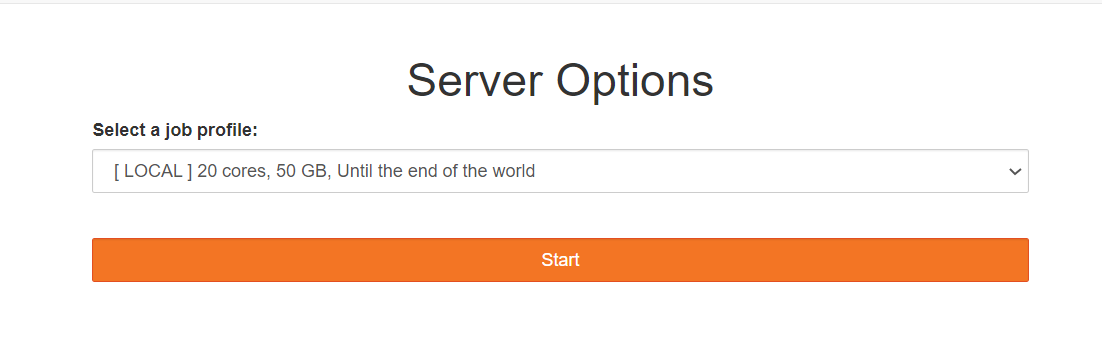 Server Options
Select a job profile:
[ LOCAL ] 20 cores, 50 GB, Until the end of the world
Start